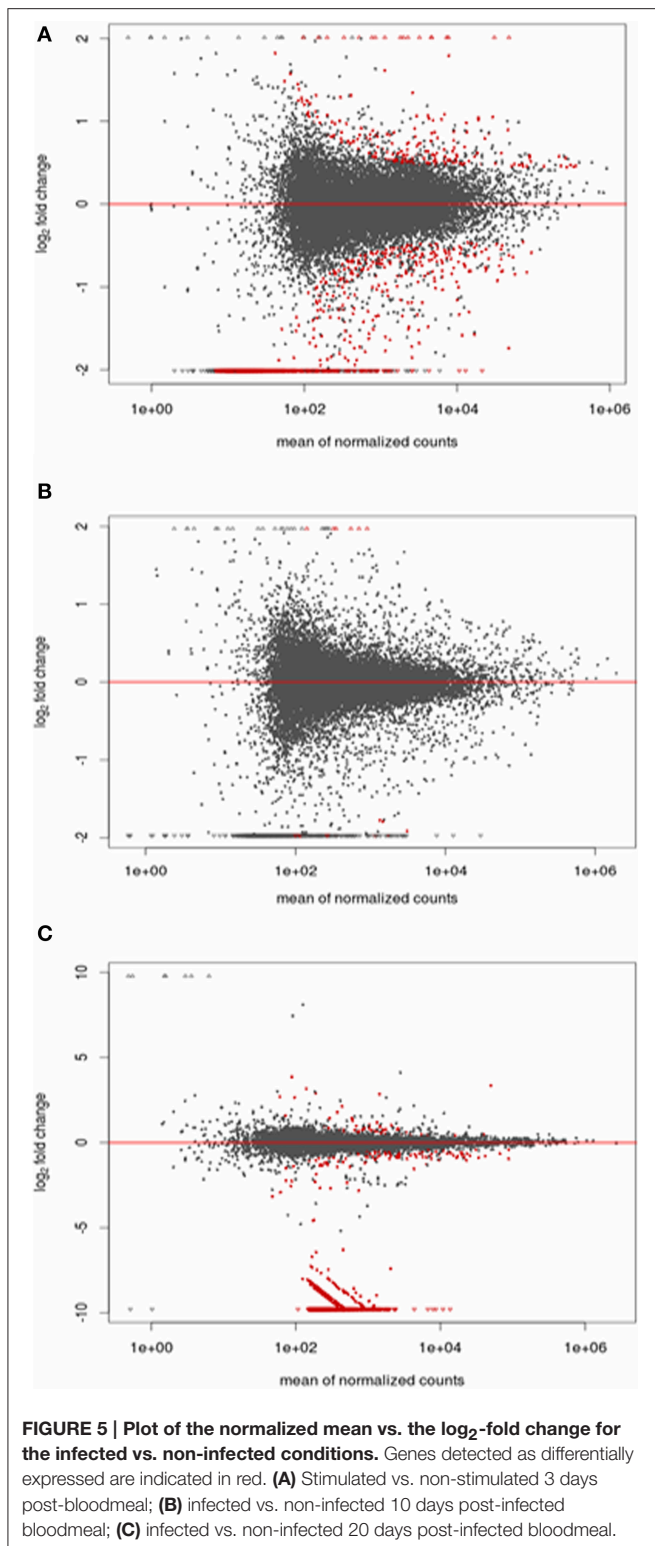 A
2
1
0
-1
-2
log2 fold change
1e+00 1e+02 1e+04 1e+06
mean of normalized counts
B
2
1
0
-1
-2
log2 fold change
1e+00 1e+02 1e+04 1e+06
mean of normalized counts
C
10
5
0
-5
-10
log2 fold change
1e+00 1e+02 1e+04 1e+06
mean of normalized counts
FIGURE 5 | Plot of the normalized mean vs. the log2-fold change for
the infected vs. non-infected conditions. Genes detected as differentially
expressed are indicated in red. (A) Stimulated vs. non-stimulated 3 days
post-bloodmeal; (B) infected vs. non-infected 10 days post-infected
bloodmeal; (C) infected vs. non-infected 20 days post-infected bloodmeal.